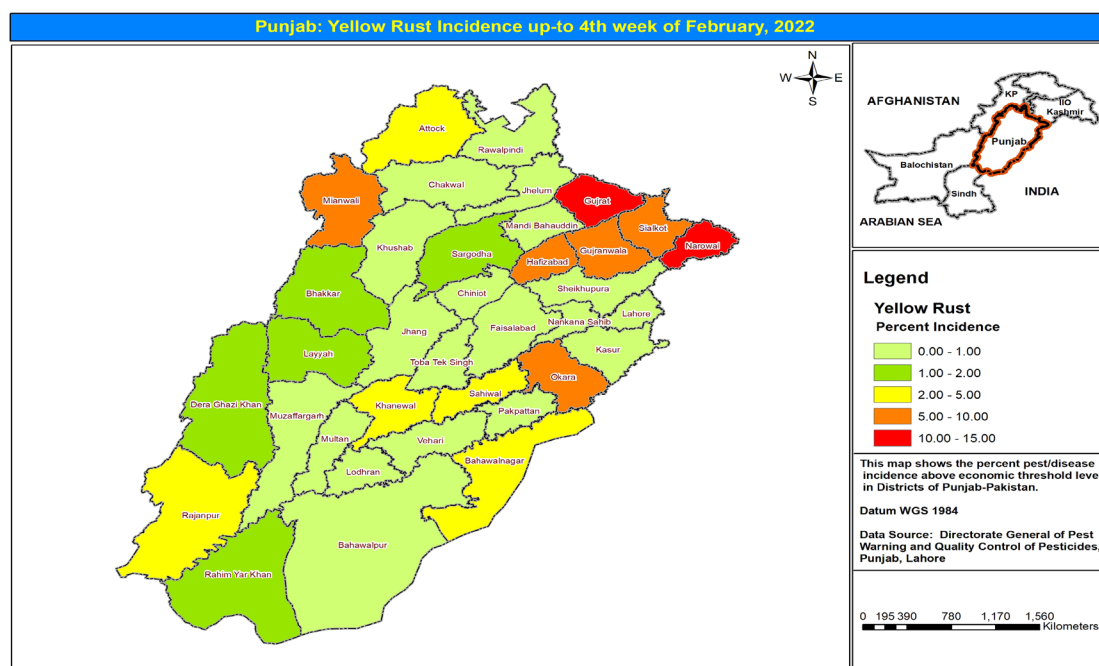 Punjab: Yellow Rust Incidence up-to 4th week of February, 2022
N
W E
S
Attock
Rawalpindi
Chakwal
Jhelum
Mianwali
Gujrat
Mandi Bahauddin
Sialkot
Khushab
Sargodha
Hafizabad
Gujranwala
Narowal
Bhakkar
Chiniot
Sheikhupura
Jhang
Faisalabad
Nankana Sahib
Lahore
Layyah
Toba Tek Singh
Kasur
Okara
Dera Ghazi Khan
Muzaffargarh
Khanewal
Sahiwal
Pakpattan
Multan
Vehari
Lodhran
Bahawalnagar
Rajanpur
Bahawalpur
Rahim Yar Khan
AFGHANISTAN
KP
IIO
Kashmir
Punjab
Balochistan
Sindh
INDIA
ARABIAN SEA
Legend
Yellow Rust
Percent Incidence
0.00 - 1.00
1.00 - 2.00
2.00 - 5.00
5.00 - 10.00
10.00 - 15.00
This map shows the percent pest/disease
incidence above economic threshold leve
in Districts of Punjab-Pakistan.
Datum WGS 1984
Data Source: Directorate General of Pest
Warning and Quality Control of Pesticides,
Punjab, Lahore
0 195 390 780 1,170 1,560
Kilometers